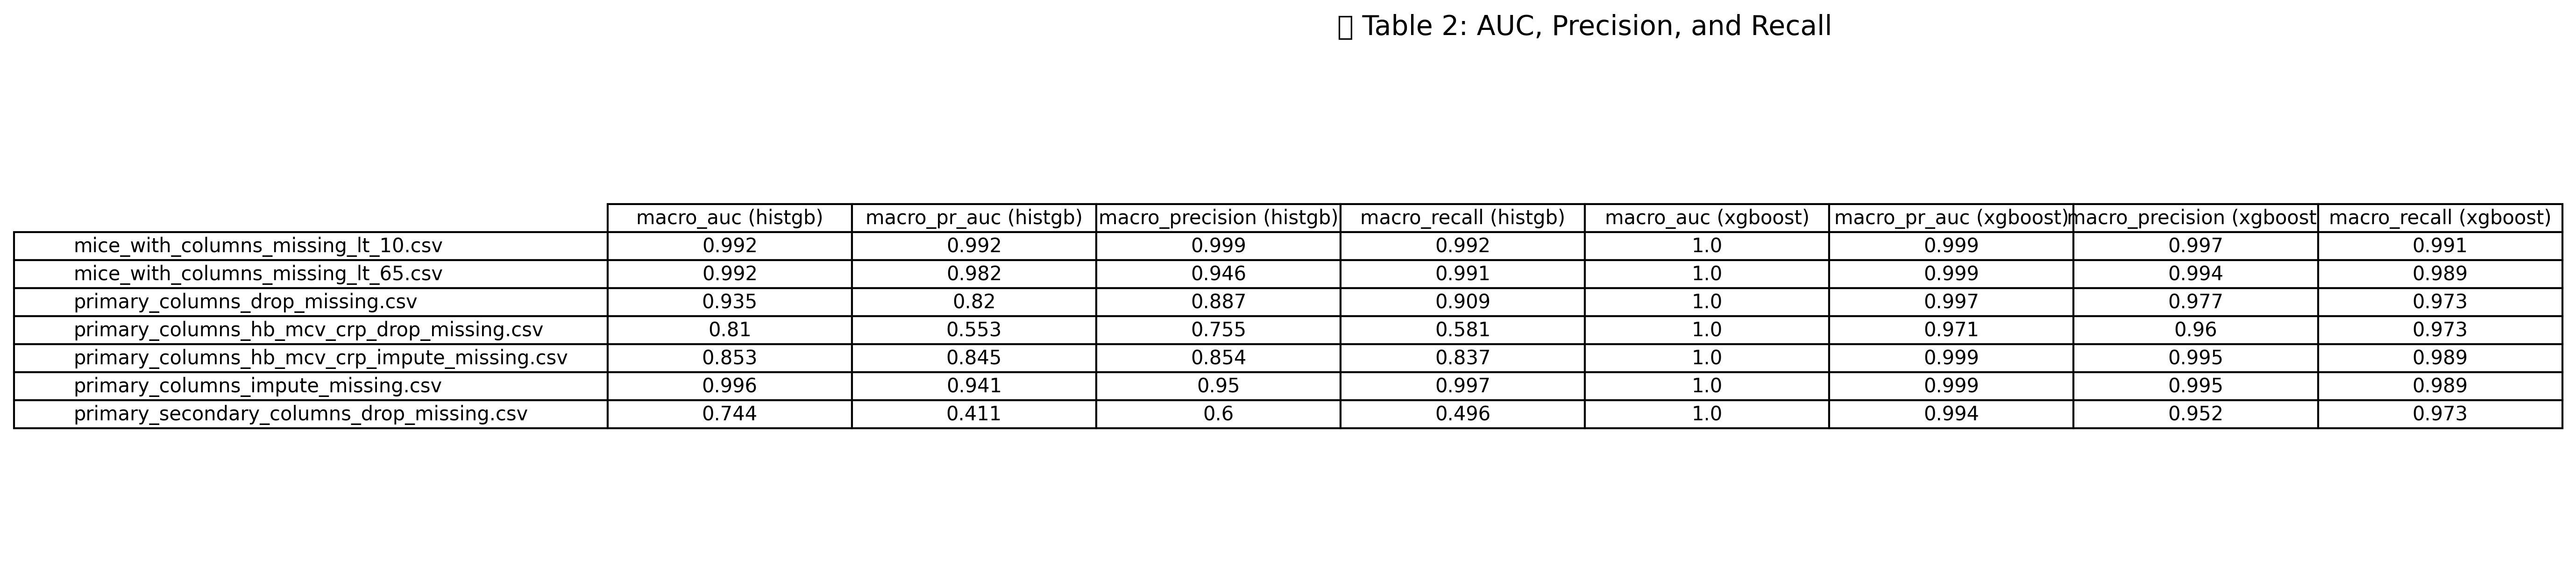 ▯ Table 2: AUC, Precision, and Recall
macro_auc (histgb) macro_pr_auc (histgb) macro_precision (histgb) macro_recall (histgb) macro_auc (xgboost) macro_pr_auc (xgboost) macro_precision (xgboost macro_recall (xgboost)
mice_with_columns_missing_lt_10.csv 0.992 0.992 0.999 0.992 1.0 0.999 0.997 0.991
mice_with_columns_missing_lt_65.csv 0.992 0.982 0.946 0.991 1.0 0.999 0.994 0.989
primary_columns_drop_missing.csv 0.935 0.82 0.887 0.909 1.0 0.997 0.977 0.973
primary_columns_hb_mcv_crp_drop_missing.csv 0.81 0.553 0.755 0.581 1.0 0.971 0.96 0.973
primary_columns_hb_mcv_crp_impute_missing.csv 0.853 0.845 0.854 0.837 1.0 0.999 0.995 0.989
primary_columns_impute_missing.csv 0.996 0.941 0.95 0.997 1.0 0.999 0.995 0.989
primary_secondary_columns_drop_missing.csv 0.744 0.411 0.6 0.496 1.0 0.994 0.952 0.973